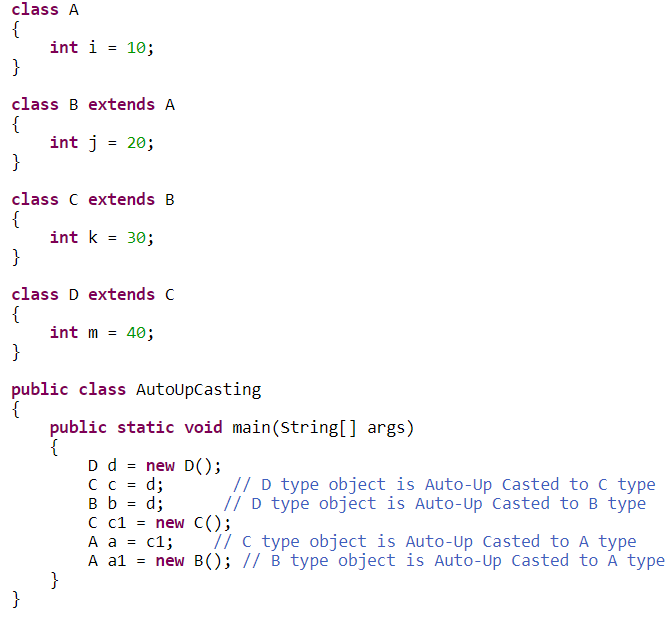 class A
{
    int i = 10;
}

class B extends A
{
    int j = 20;
}

class C extends B
{
    int k = 30;
}

class D extends C
{
    int m = 40;
}

public class AutoUpCasting
{
    public static void main(String[] args)
    {
        D d = new D();
        C c = d;       // D type object is Auto-Up Casted to C type
        B b = d;      // D type object is Auto-Up Casted to B type
        C c1 = new C();
        A a = c1;    // C type object is Auto-Up Casted to A type
        A a1 = new B(); // B type object is Auto-Up Casted to A type
    }
}